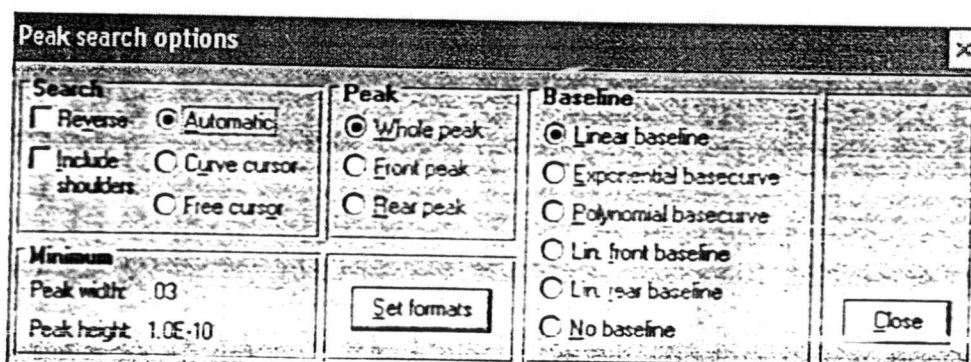 Peak search options
Search
Reverse
Automatic
Include shoulders
Curve cursor
Free cursor
Peak
Whole peak
Front peak
Rear peak
Baseline
Linear baseline
Exponential basecurve
Polynomial basecurve
Lin. front baseline
Lin. rear baseline
No baseline
Minimum
Peak width: 03
Peak height: 1.0E-10
Set formats
Close